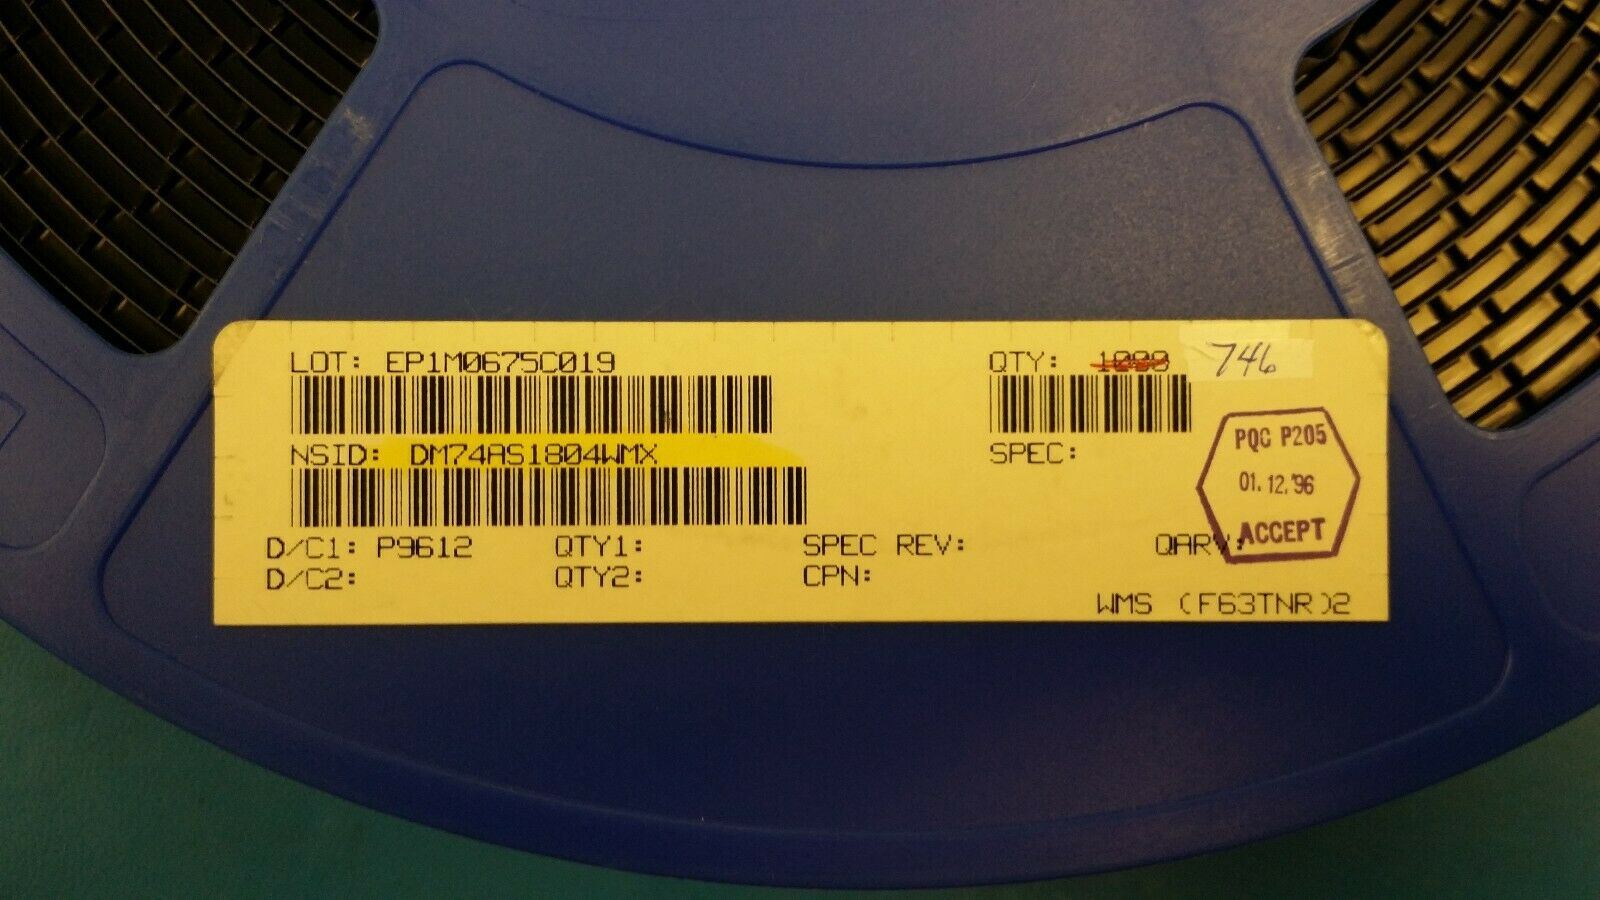 LOT: EP1M0675C019
QTY: 1000 746
NSID: DM74AS1804WMX
SPEC:
PQC P205
01.12.'96
ACCEPT
D/C1: P9612 QTY1: SPEC REV: QARV:
D/C2: QTY2: CPN:
WMS (F63TNR)2